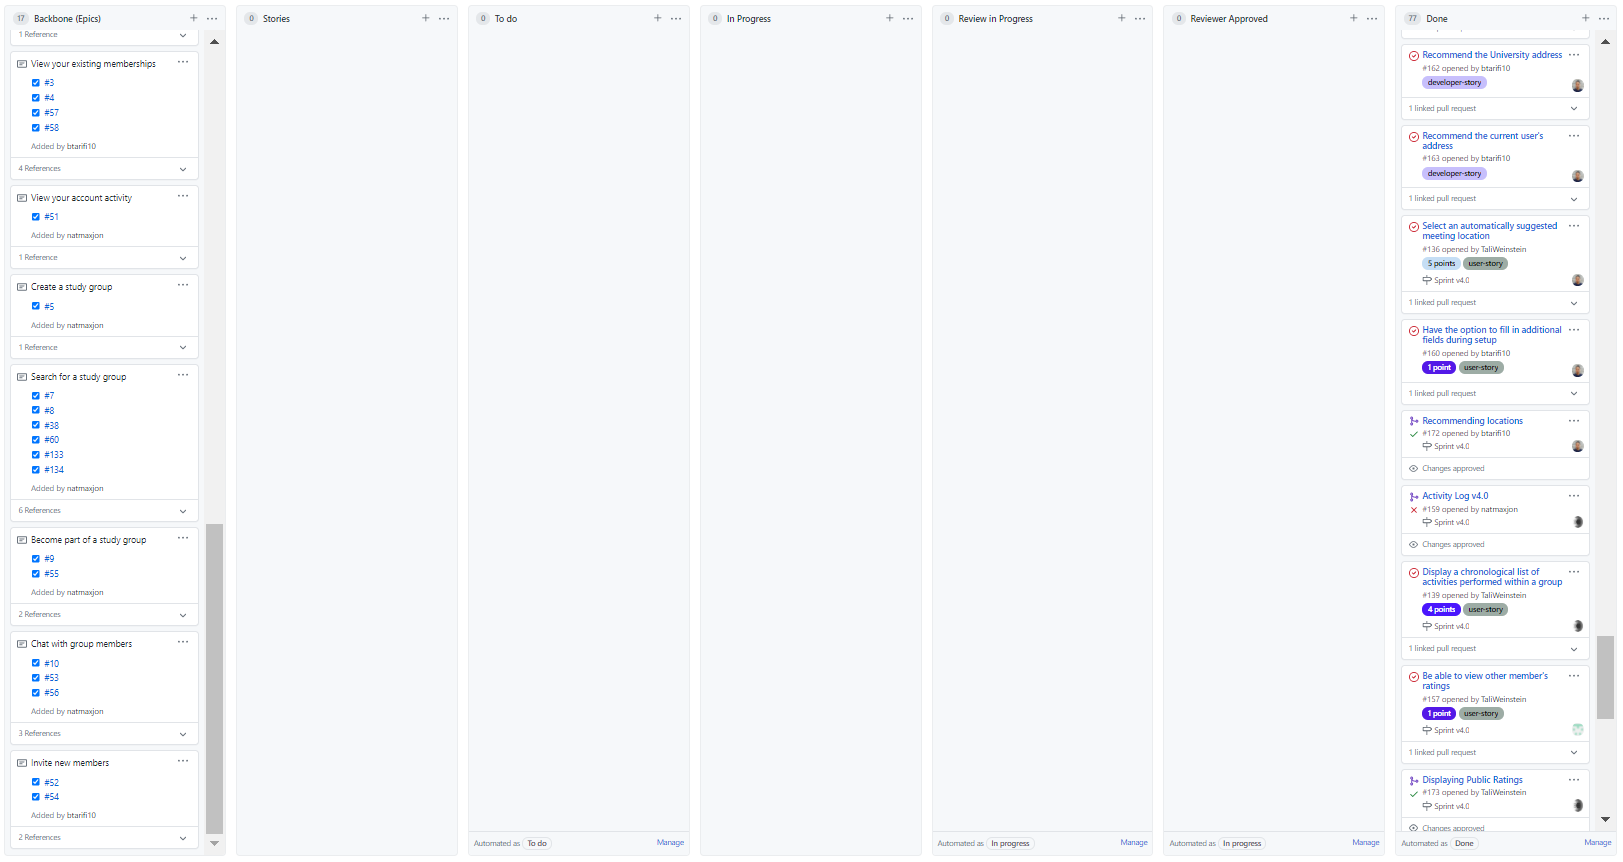 17 Backbone (Epics)
1 Reference
View your existing memberships
#3
#4
#57
#58
Added by btarifi10
4 References
View your account activity
#51
Added by natmaxjon
1 Reference
Create a study group
#5
Added by natmaxjon
1 Reference
Search for a study group
#7
#8
#38
#60
#133
#134
Added by natmaxjon
6 References
Become part of a study group
#9
#55
Added by natmaxjon
2 References
Chat with group members
#10
#53
#56
Added by natmaxjon
3 References
Invite new members
#52
#54
Added by btarifi10
2 References
0 Stories
0 To do
Automated as To do Manage
0 In Progress
0 Review in Progress
Automated as In progress Manage
0 Reviewer Approved
Automated as In progress Manage
77 Done
Recommend the University address
#162 opened by btarifi10
developer-story
1 linked pull request
Recommend the current user's
address
#163 opened by btarifi10
developer-story
1 linked pull request
Select an automatically suggested
meeting location
#136 opened by TaliWeinstein
5 points user-story
Sprint v4.0
1 linked pull request
Have the option to fill in additional
fields during setup
#160 opened by btarifi10
1 point user-story
1 linked pull request
Recommending locations
#172 opened by btarifi10
Sprint v4.0
Changes approved
Activity Log v4.0
#159 opened by natmaxjon
Sprint v4.0
Changes approved
Display a chronological list of
activities performed within a group
#139 opened by TaliWeinstein
4 points user-story
Sprint v4.0
1 linked pull request
Be able to view other member's
ratings
#157 opened by TaliWeinstein
1 point user-story
Sprint v4.0
1 linked pull request
Displaying Public Ratings
#173 opened by TaliWeinstein
Sprint v4.0
Changes approved
Automated as Done Manage